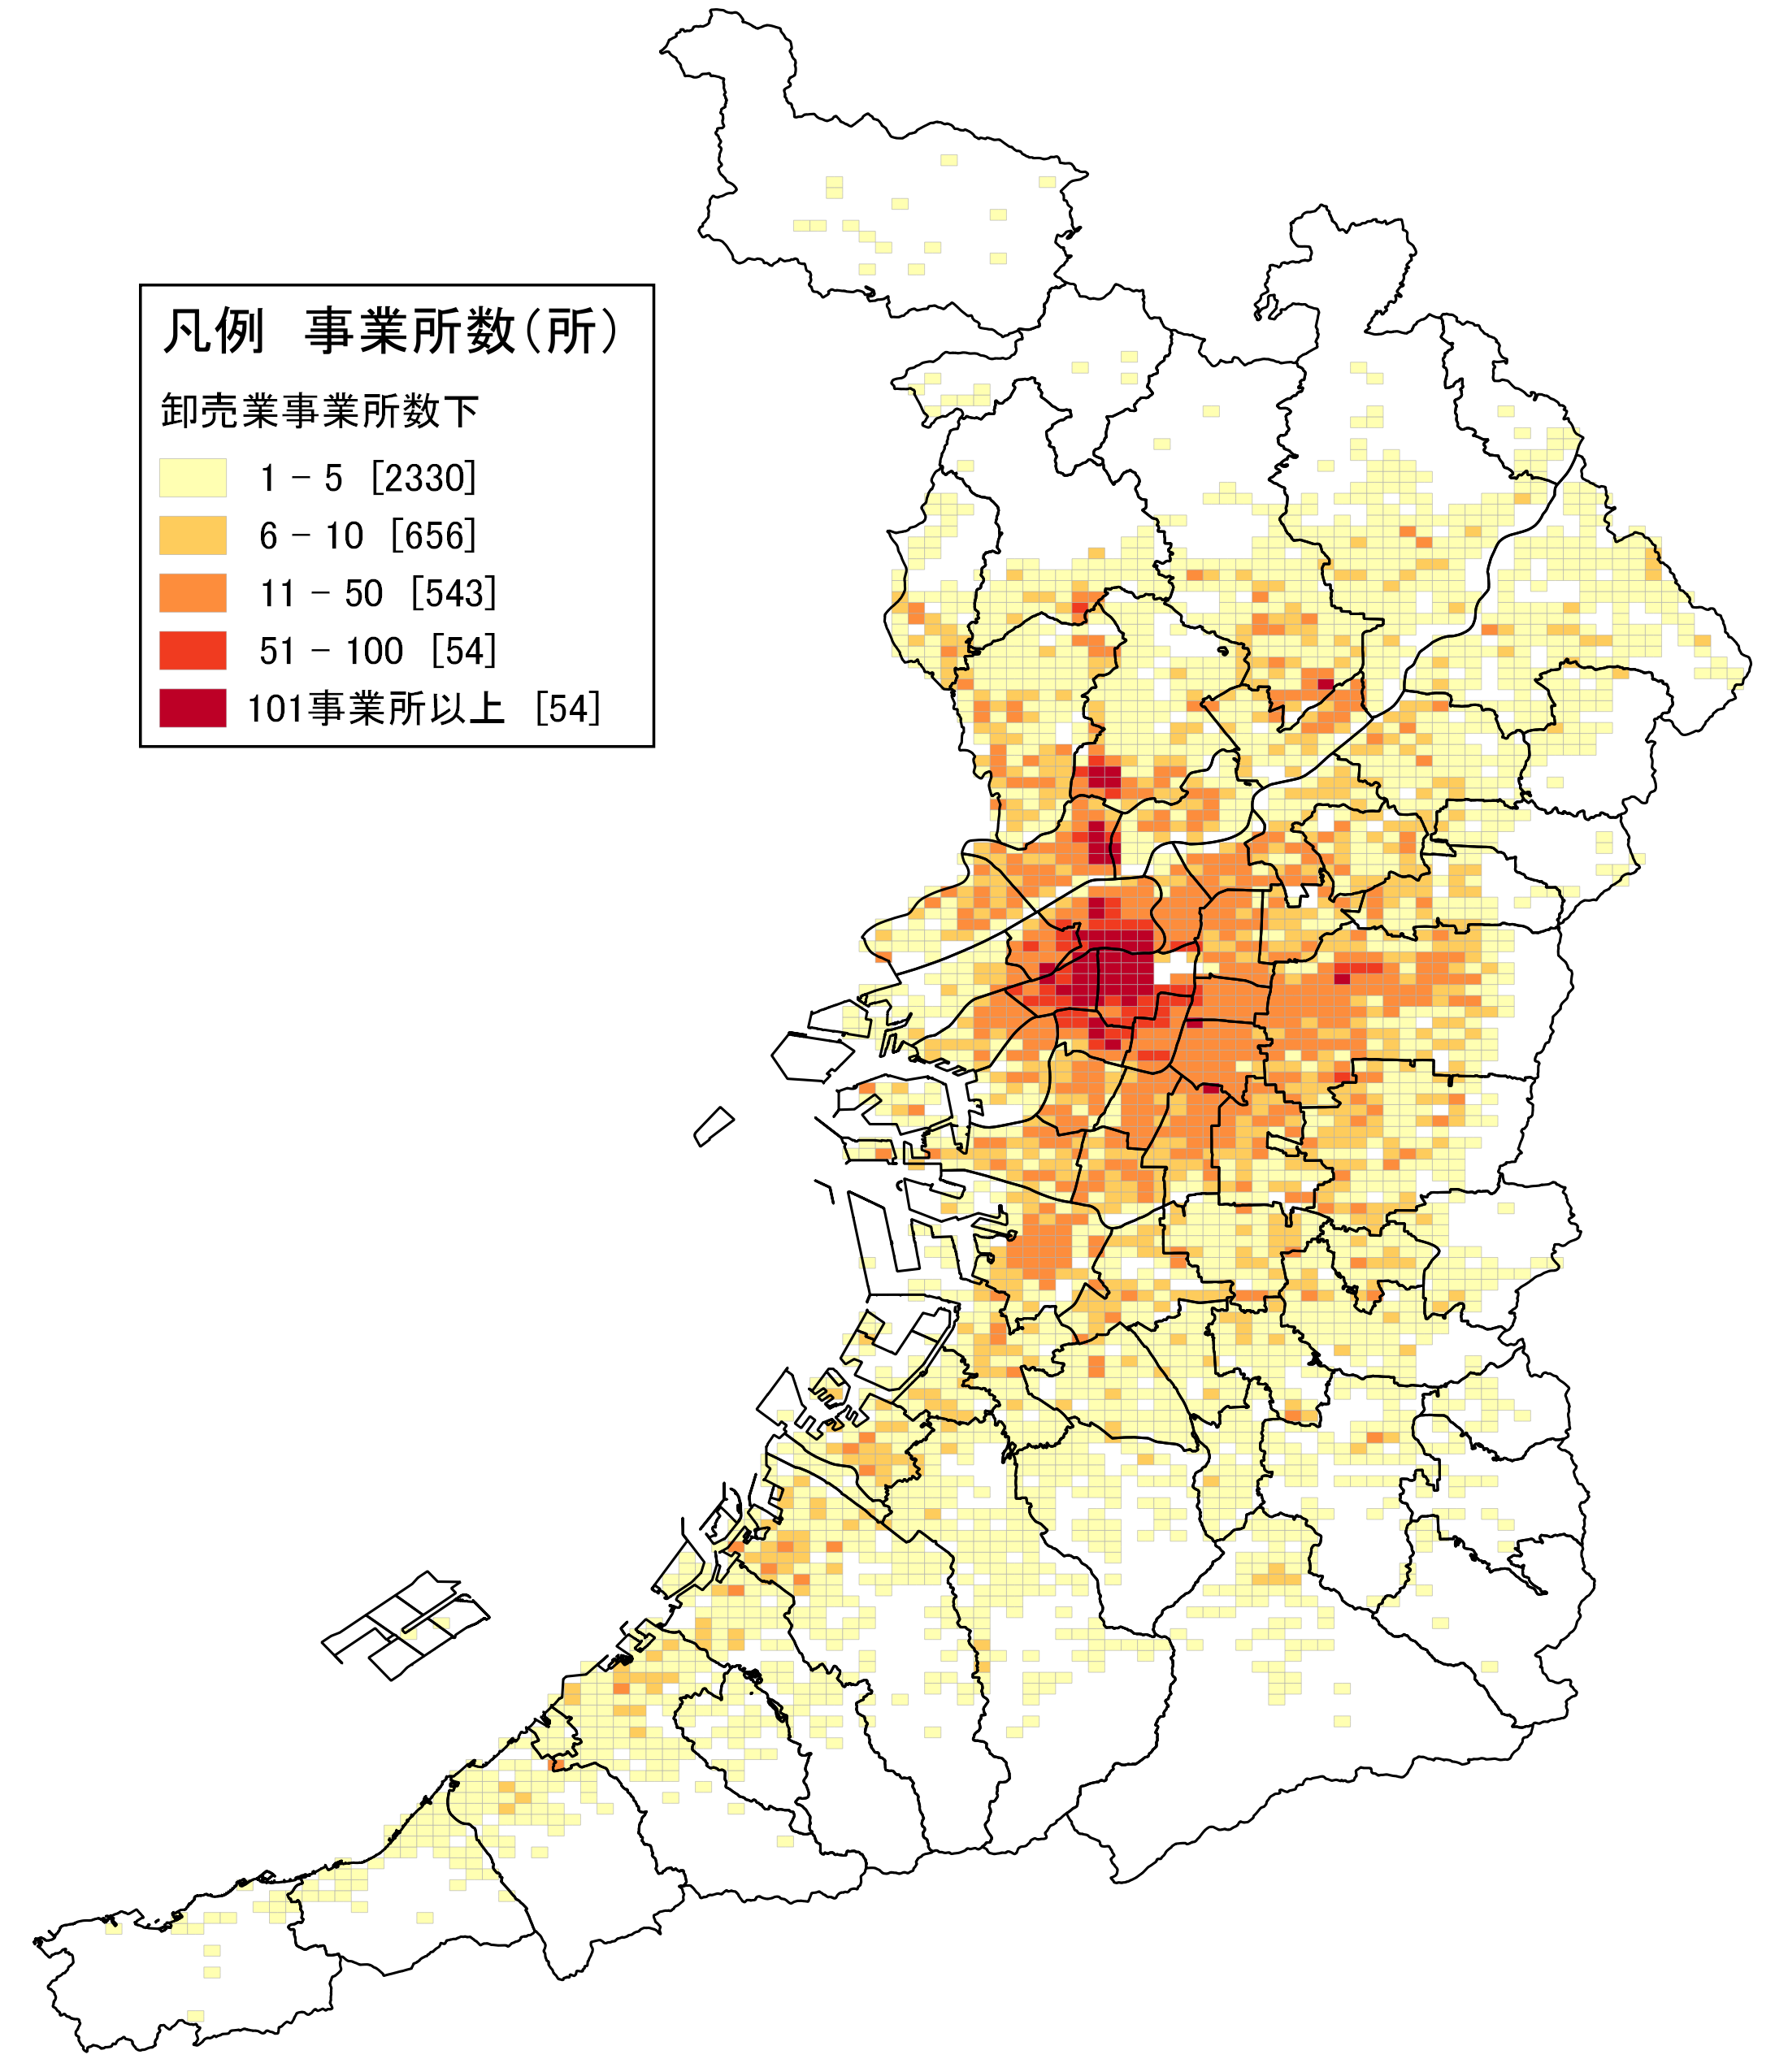 凡例　事業所数(所)
卸売業事業所数下
1 - 5 [2330]
6 - 10 [656]
11 - 50 [543]
51 - 100 [54]
101事業所以上 [54]